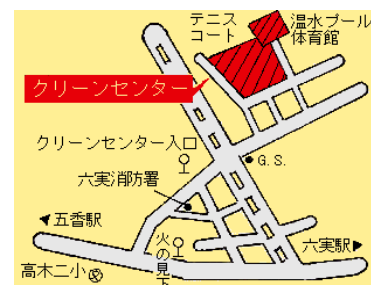 テニス
コート
温水プール
体育館
クリーンセンター
クリーンセンター入口
G.S.
六実消防署
◀五香駅
火の見下
六実駅▶
高木二小